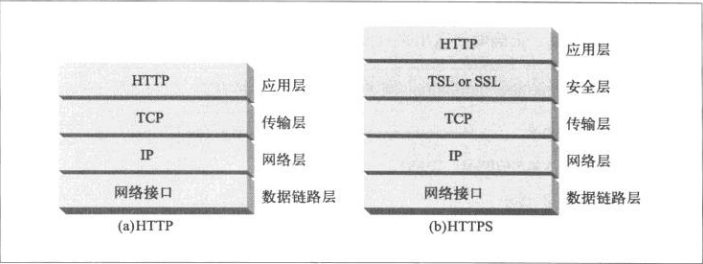 HTTP 应用层
TCP 传输层
IP 网络层
网络接口 数据链路层
(a)HTTP
HTTP 应用层
TSL or SSL 安全层
TCP 传输层
IP 网络层
网络接口 数据链路层
(b)HTTPS